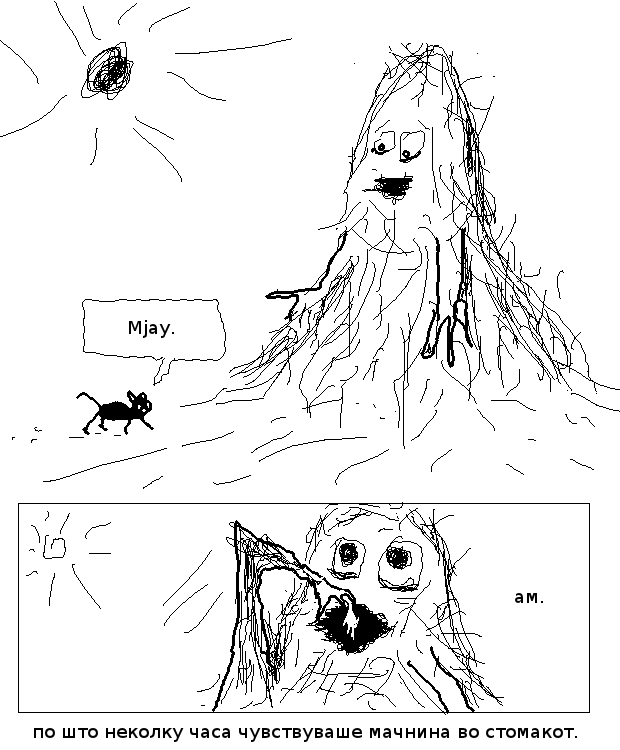 Мјау.
ам.
по што неколку часа чувствуваше мачнина во стомакот.